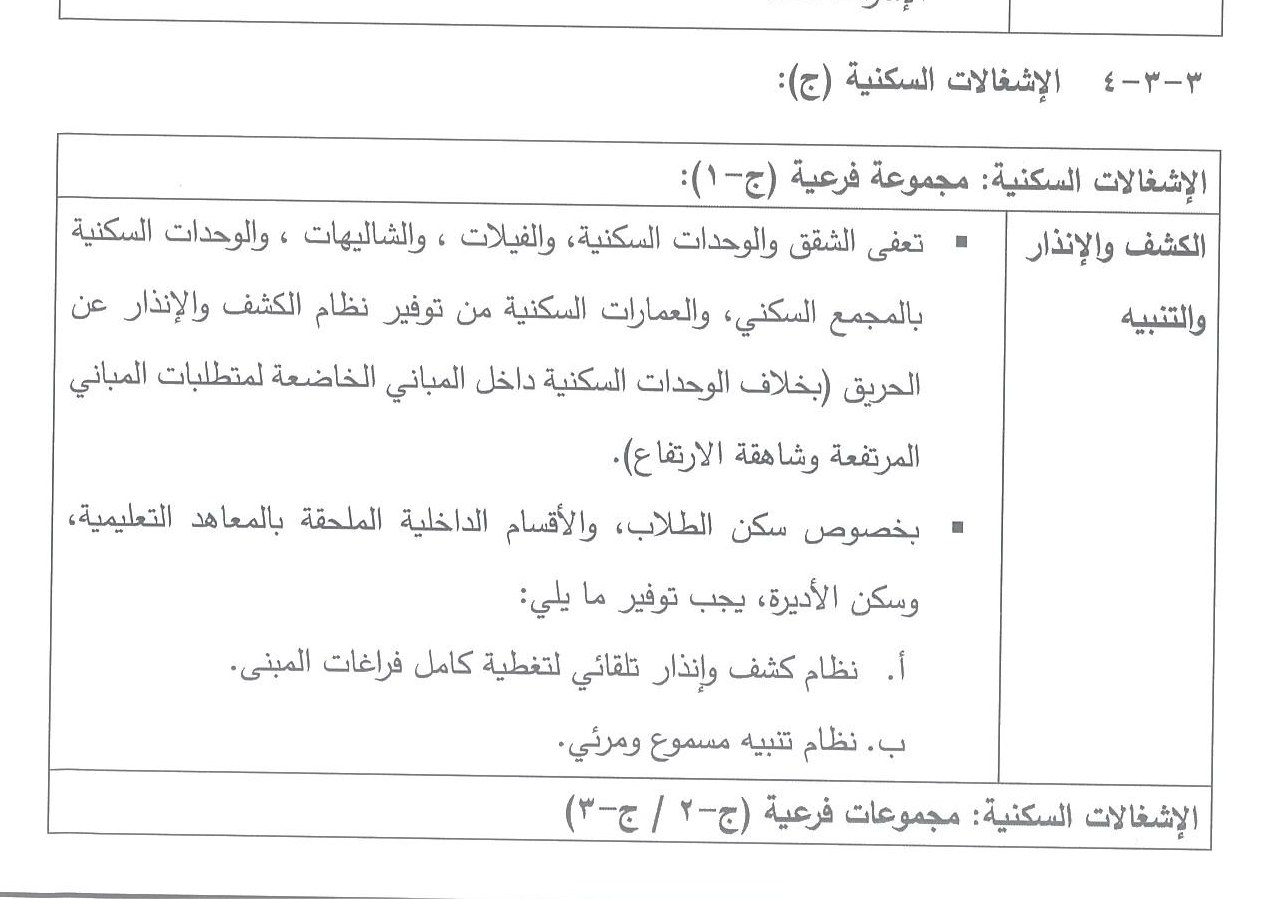 ٣-٣-٤ الإشغالات السكنية (ج):
الإشغالات السكنية: مجموعة فرعية (ج-١):
الكشف والإنذار
والتنبيه
▪ تعفى الشقق والوحدات السكنية، والفيلات ، والشاليهات ، والوحدات السكنية
بالمجمع السكني، والعمارات السكنية من توفير نظام الكشف والإنذار عن
الحريق (بخلاف الوحدات السكنية داخل المباني الخاضعة لمتطلبات المباني
المرتفعة وشاهقة الارتفاع).
▪ بخصوص سكن الطلاب، والأقسام الداخلية الملحقة بالمعاهد التعليمية،
وسكن الأديرة، يجب توفير ما يلي:
أ. نظام كشف وإنذار تلقائي لتغطية كامل فراغات المبنى.
ب. نظام تنبيه مسموع ومرئي.
الإشغالات السكنية: مجموعات فرعية (ج-٢ / ج-٣)